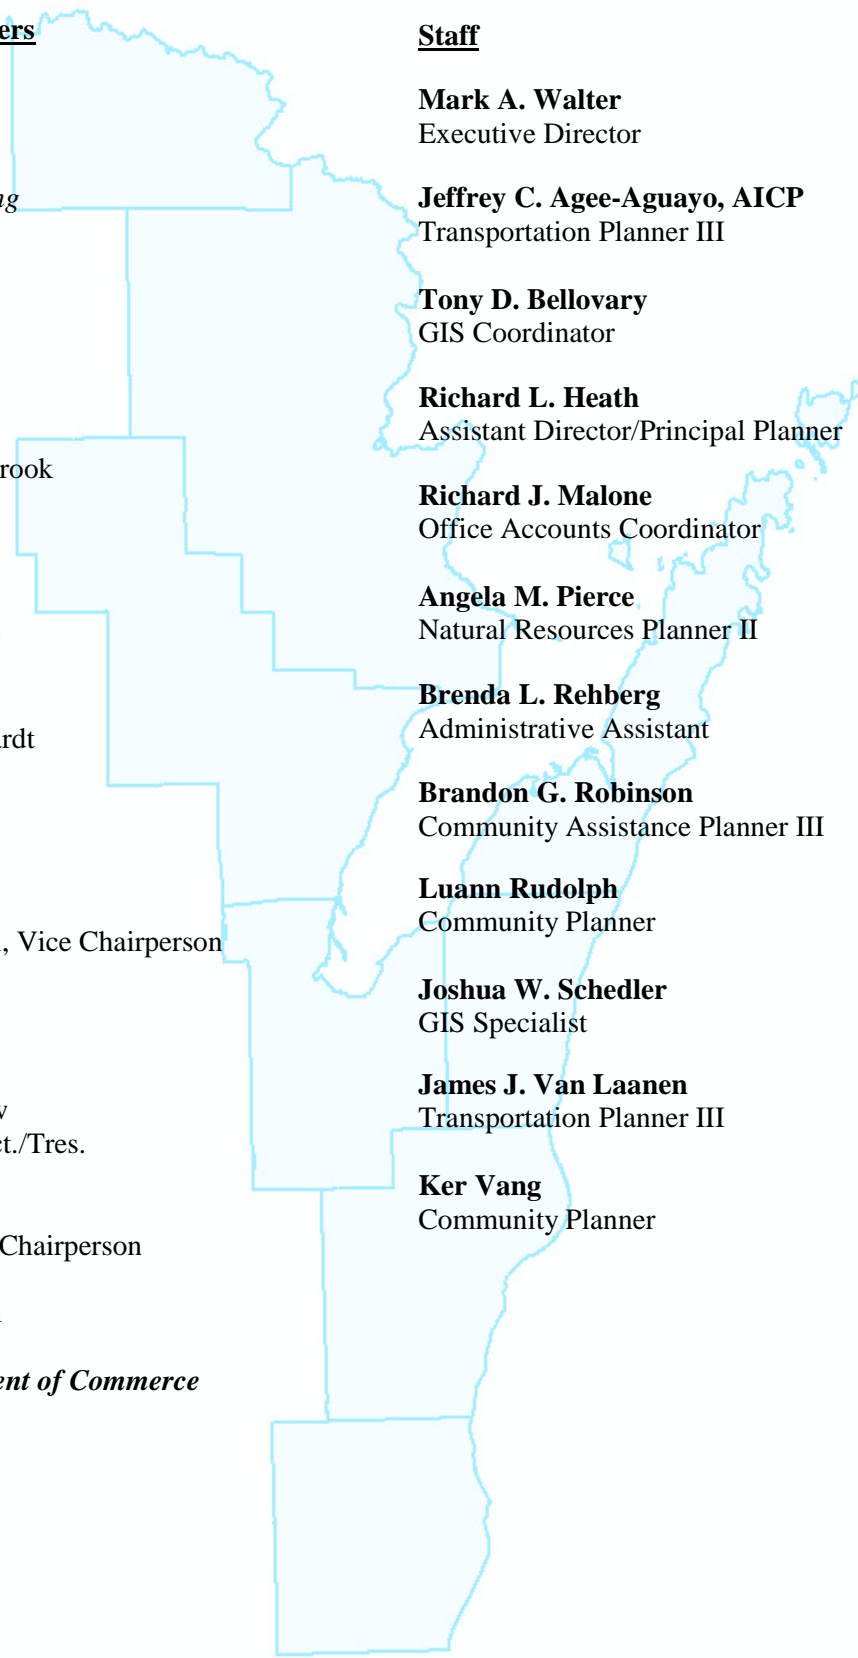 ers
ng
rook
rdt
, Vice Chairperson
ct./Tres.
Chairperson
ent of Commerce
Staff
Mark A. Walter
Executive Director
Jeffrey C. Agee-Aguayo, AICP
Transportation Planner III
Tony D. Bellovary
GIS Coordinator
Richard L. Heath
Assistant Director/Principal Planner
Richard J. Malone
Office Accounts Coordinator
Angela M. Pierce
Natural Resources Planner II
Brenda L. Rehberg
Administrative Assistant
Brandon G. Robinson
Community Assistance Planner III
Luann Rudolph
Community Planner
Joshua W. Schedler
GIS Specialist
James J. Van Laanen
Transportation Planner III
Ker Vang
Community Planner